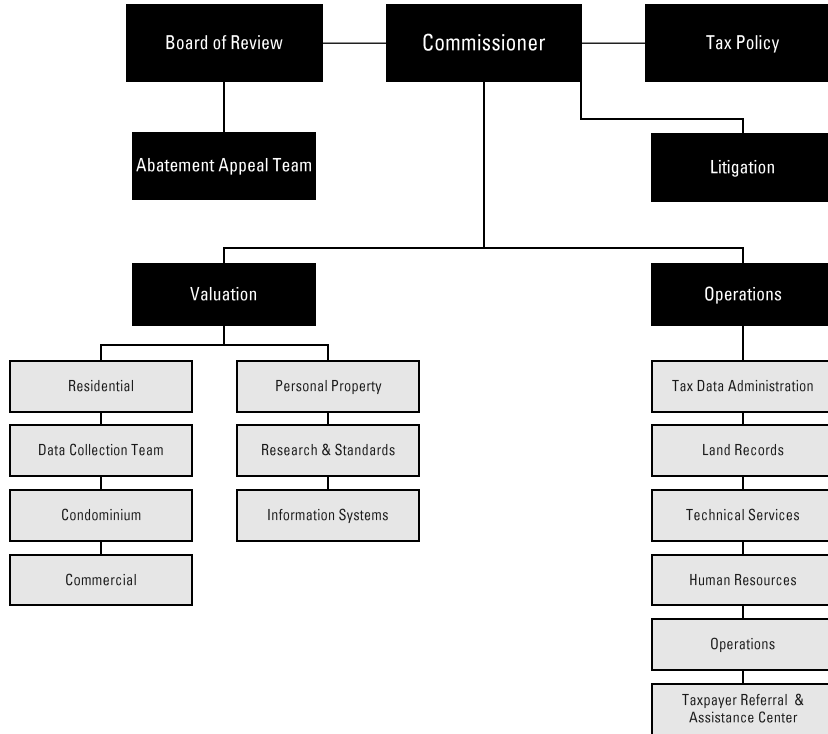 Board of Review
Commissioner
Tax Policy
Abatement Appeal Team
Litigation
Valuation
Operations
Residential
Personal Property
Tax Data Administration
Data Collection Team
Research & Standards
Land Records
Condominium
Information Systems
Technical Services
Commercial
Human Resources
Operations
Taxpayer Referral &
Assistance Center